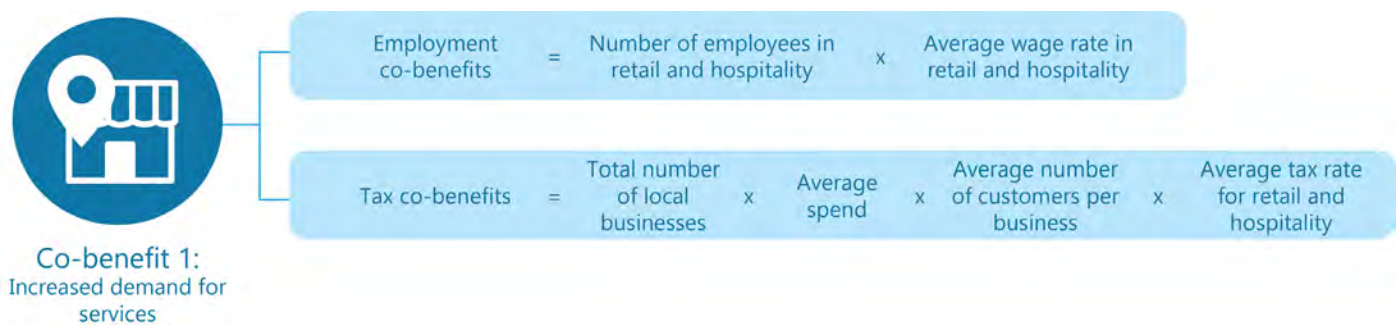 Employment
co-benefits
=
Number of employees in
retail and hospitality
x
Average wage rate in
retail and hospitality
Tax co-benefits
=
Total number
of local
businesses
x
Average
spend
x
Average number
of customers per
business
x
Average tax rate
for retail and
hospitality
Co-benefit 1:
Increased demand for
services